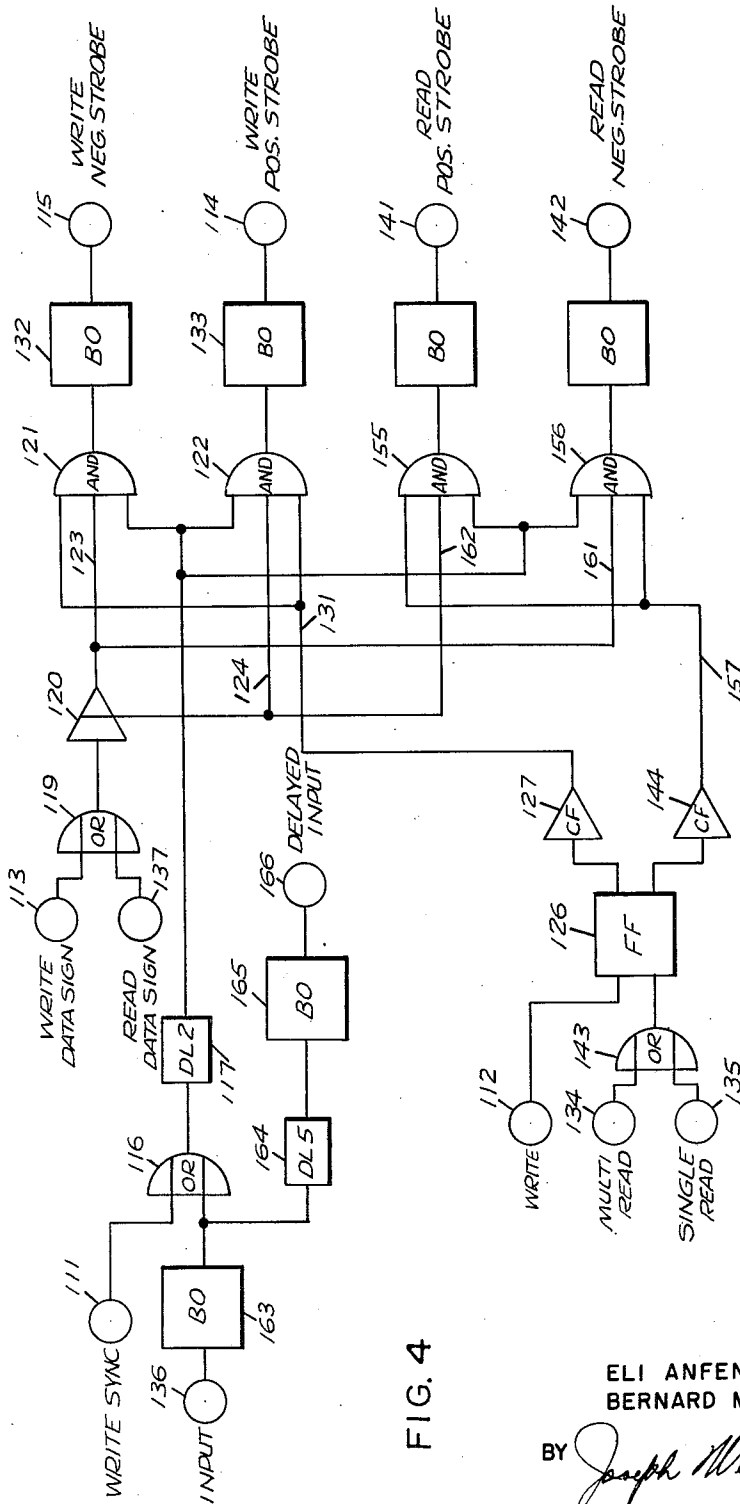 WRITE
NEG. STROBE
115
132
BO
121
AND
123
WRITE
POS. STROBE
114
133
BO
122
AND
124
131
READ
POS. STROBE
141
BO
155
AND
162
READ
NEG. STROBE
142
BO
156
AND
161
157
120
119
OR
113
WRITE
DATA SIGN
137
READ
DATA SIGN
DELAYED
INPUT
166
165
BO
164
DL5
DL2
117
116
OR
111
WRITE SYNC
BO
163
136
INPUT
127
CF
144
CF
126
FF
143
OR
112
WRITE
134
MULTI
READ
135
SINGLE
READ
FIG. 4
ELI ANFEN
BERNARD M
BY Joseph